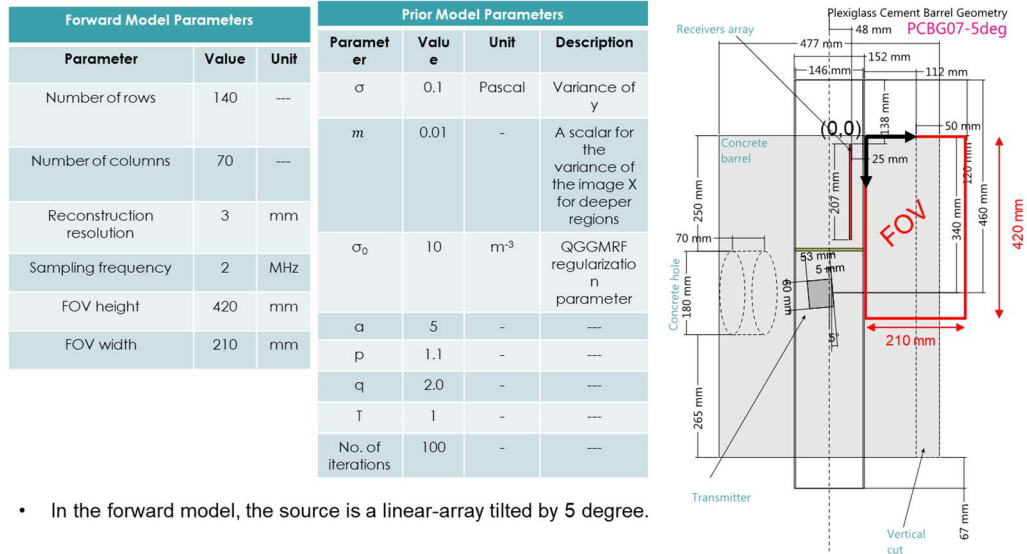 Forward Model Parameters
Parameter Value Unit
Number of rows 140 ---
Number of columns 70 ---
Reconstruction
resolution 3 mm
Sampling frequency 2 MHz
FOV height 420 mm
FOV width 210 mm
Prior Model Parameters
Paramet
er Valu
e Unit Description
σ 0.1 Pascal Variance of
y
m 0.01 - A scalar for
the
variance of
the image X
for deeper
regions
σ₀ 10 m⁻³ QGGMRF
regularizatio
n
parameter
a 5 - ---
p 1.1 - ---
q 2.0 - ---
T 1 - ---
No. of
iterations 100 - ---
• In the forward model, the source is a linear-array tilted by 5 degree.
Plexiglass Cement Barrel Geometry
PCBG07-5deg
Receivers array
48 mm
477 mm
152 mm
146 mm
112 mm
138 mm
50 mm
(0,0)
Concrete
barrel
25 mm
120 mm
207 mm
250 mm
FOV
340 mm
460 mm
420 mm
70 mm
53 mm
5 mm
60 mm
Concrete hole
180 mm
210 mm
5°
265 mm
Transmitter
67 mm
Vertical
cut